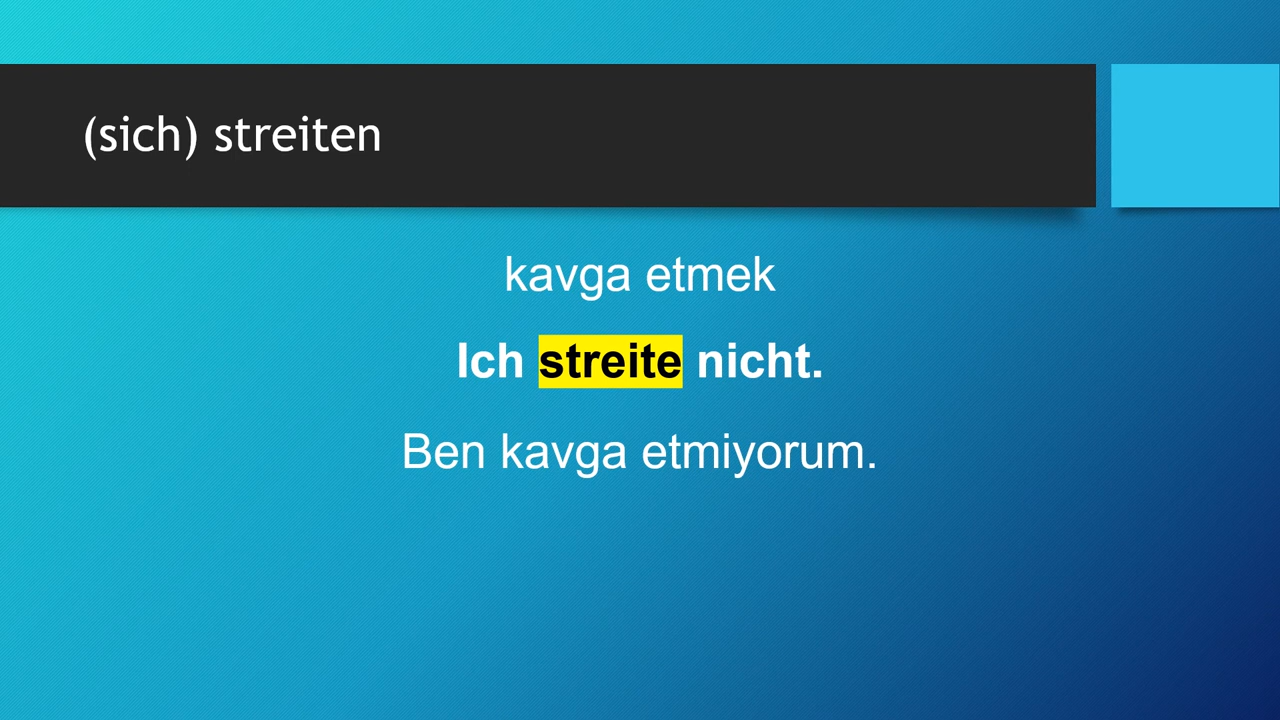 (sich) streiten
kavga etmek
Ich streite nicht.
Ben kavga etmiyorum.